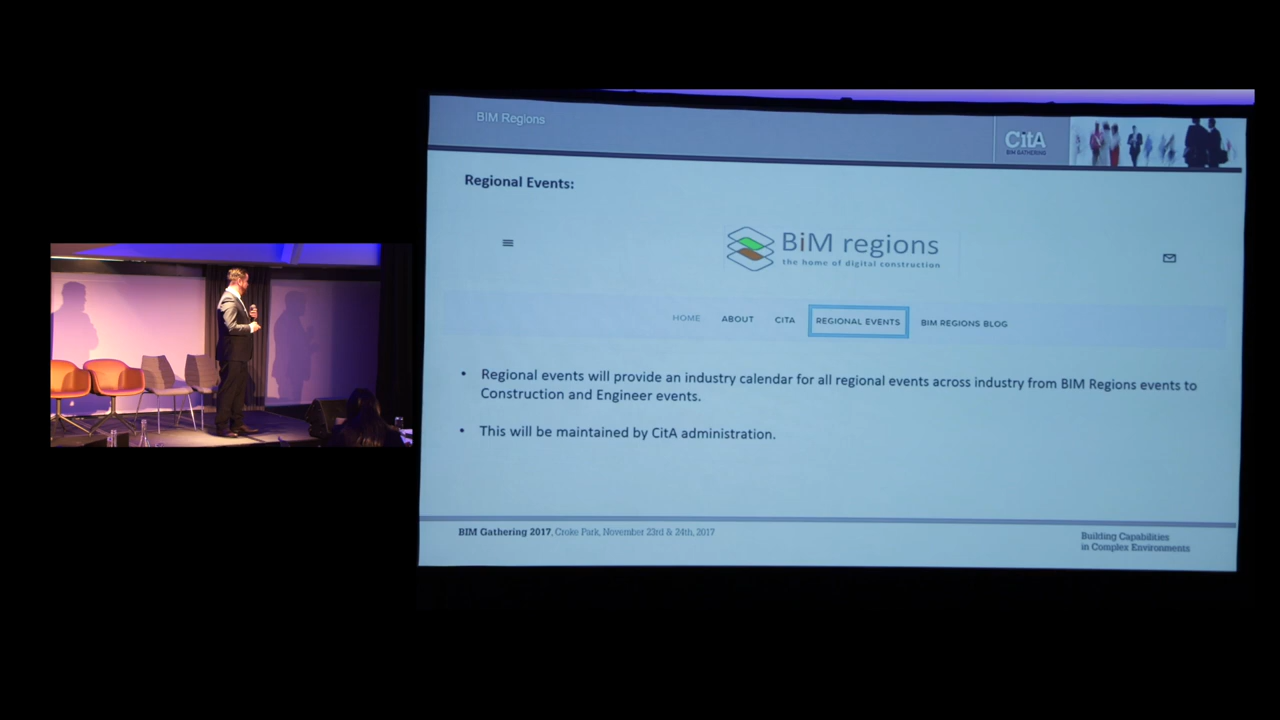 BIM Regions
CitA
BIM GATHERING
Regional Events:
BiM regions
the home of digital construction
HOME ABOUT CITA REGIONAL EVENTS BIM REGIONS BLOG
• Regional events will provide an industry calendar for all regional events across industry from BIM Regions events to
Construction and Engineer events.
• This will be maintained by CitA administration.
BIM Gathering 2017, Croke Park, November 23rd & 24th, 2017
Building Capabilities
in Complex Environments